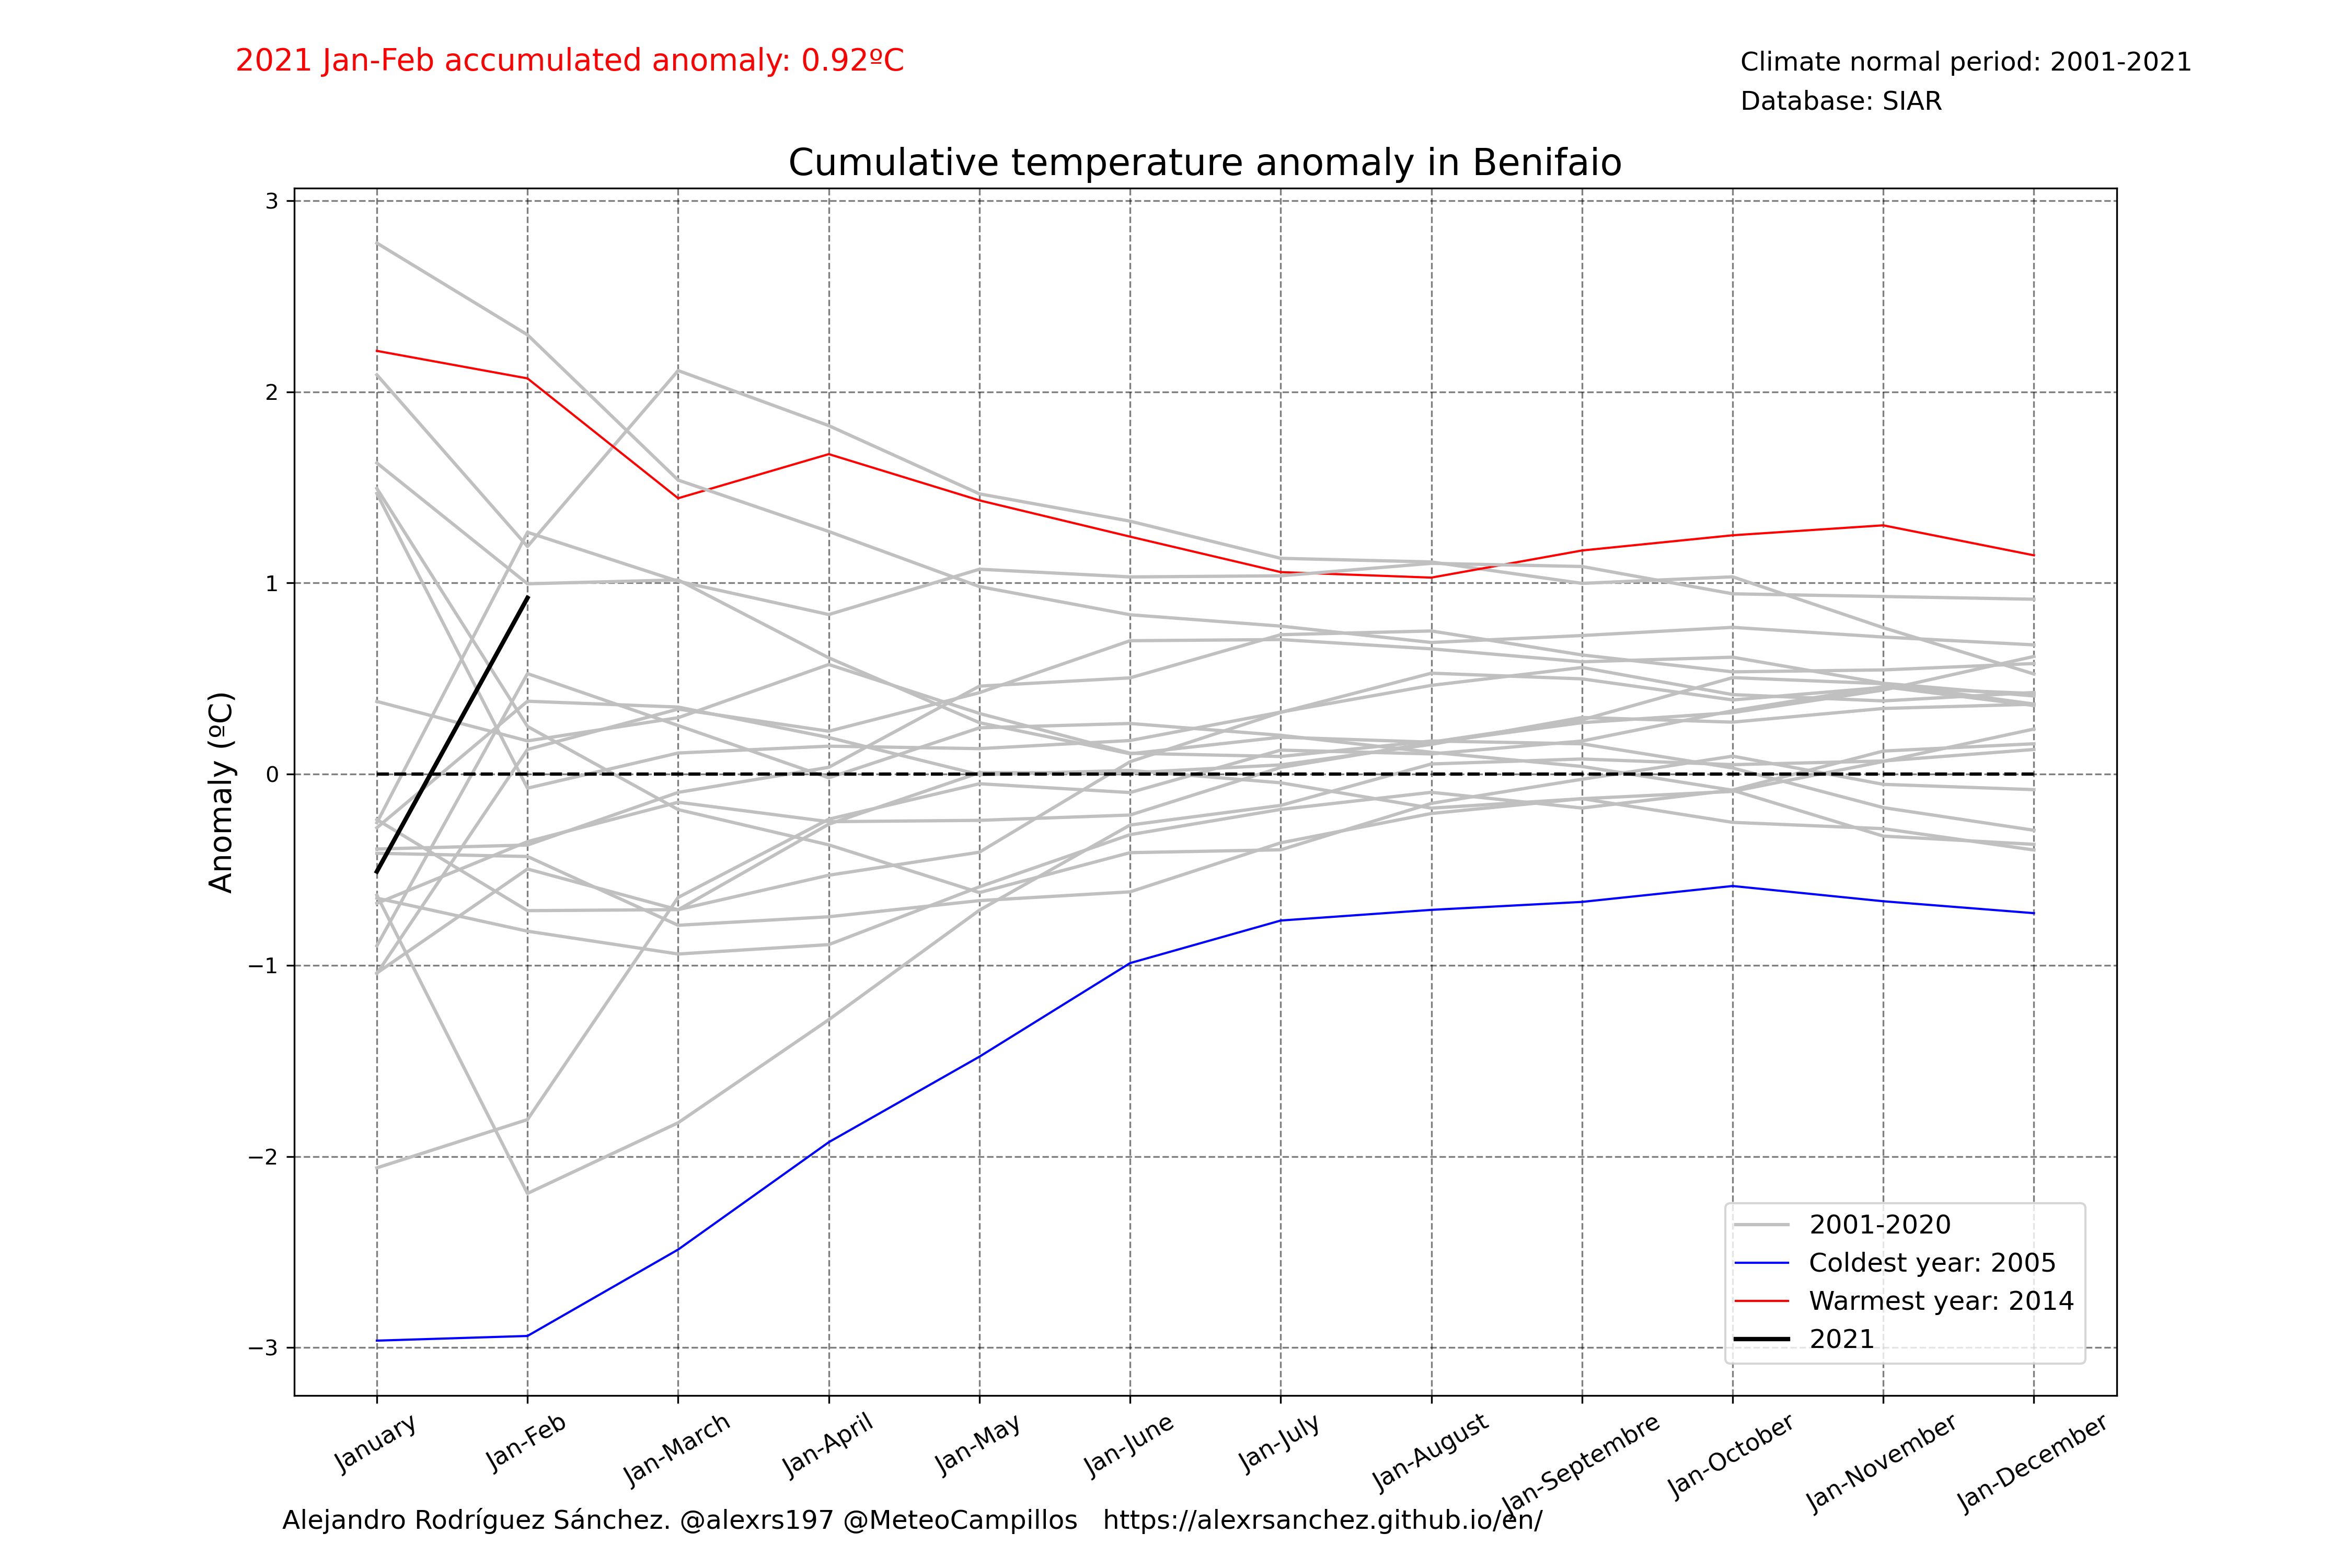 2021 Jan-Feb accumulated anomaly: 0.92ºC
Climate normal period: 2001-2021
Database: SIAR
Cumulative temperature anomaly in Benifaio
3
2
1
0
−1
−2
−3
Anomaly (ºC)
2001-2020
Coldest year: 2005
Warmest year: 2014
2021
January
Jan-Feb
Jan-March
Jan-April
Jan-May
Jan-June
Jan-July
Jan-August
Jan-Septembre
Jan-October
Jan-November
Jan-December
Alejandro Rodríguez Sánchez. @alexrs197 @MeteoCampillos https://alexrsanchez.github.io/en/